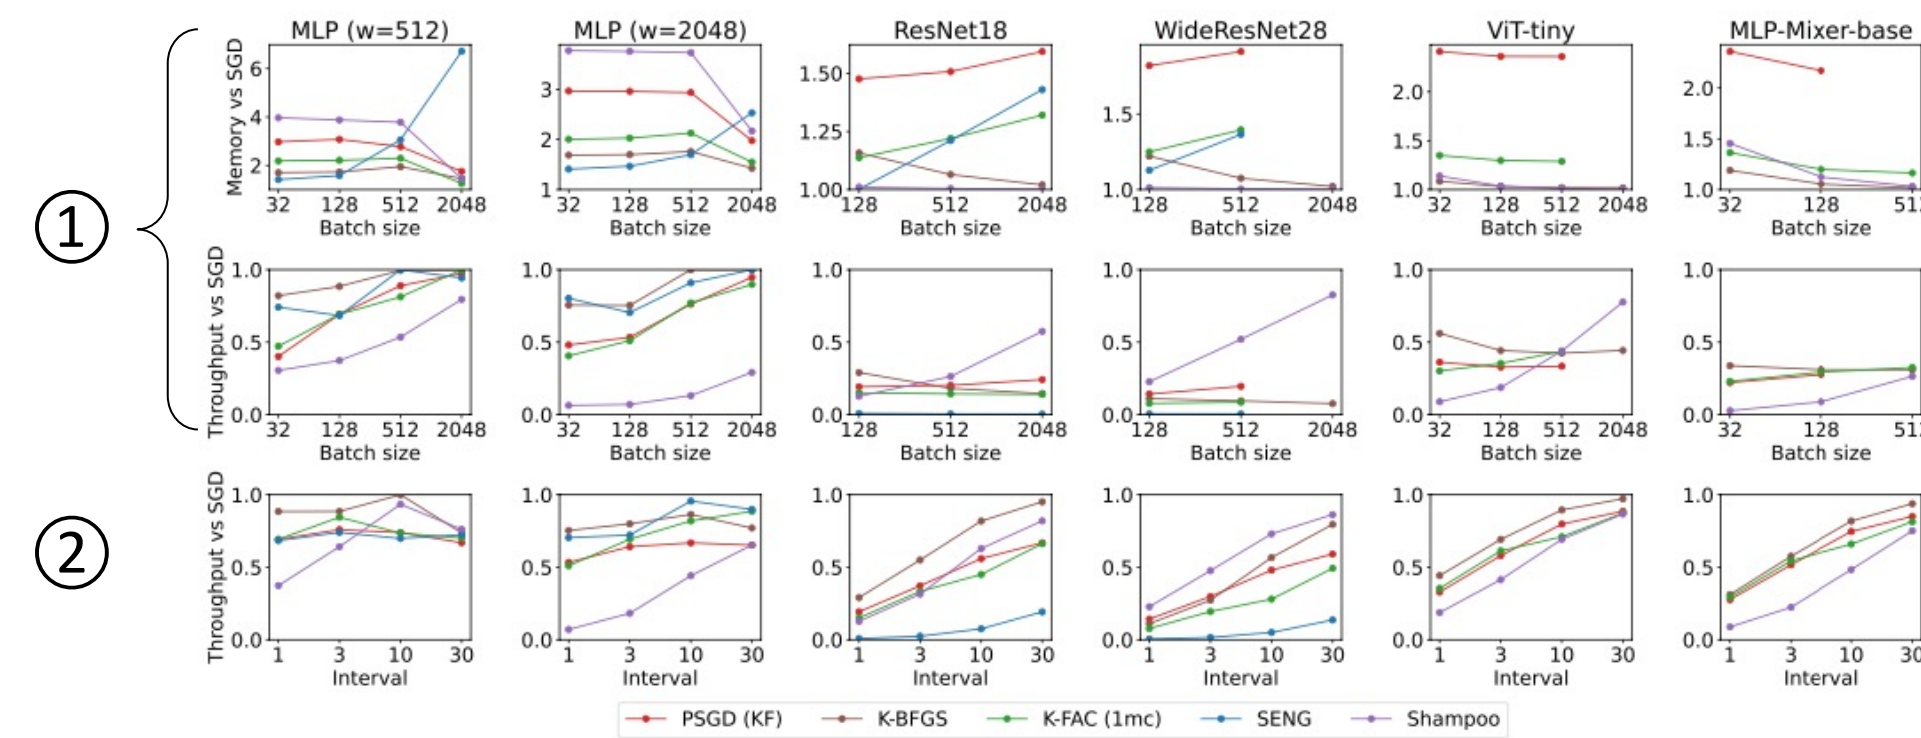 MLP (w=512) MLP (w=2048) ResNet18 WideResNet28 ViT-tiny MLP-Mixer-base
①
Memory vs SGD
6
4
2
32 128 512 2048
Batch size
3
2
1
32 128 512 2048
Batch size
1.50
1.25
1.00
128 512 2048
Batch size
1.5
1.0
128 512 2048
Batch size
2.0
1.5
1.0
32 128 512 2048
Batch size
2.0
1.5
1.0
32 128
Batch size
Throughput vs SGD
1.0
0.5
0.0
32 128 512 2048
Batch size
1.0
0.5
0.0
32 128 512 2048
Batch size
1.0
0.5
0.0
128 512 2048
Batch size
1.0
0.5
0.0
128 512 2048
Batch size
1.0
0.5
0.0
32 128 512 2048
Batch size
1.0
0.5
0.0
32 128
Batch size
②
Throughput vs SGD
1.0
0.5
0.0
1 3 10 30
Interval
1.0
0.5
0.0
1 3 10 30
Interval
1.0
0.5
0.0
1 3 10 30
Interval
1.0
0.5
0.0
1 3 10 30
Interval
1.0
0.5
0.0
1 3 10 30
Interval
1.0
0.5
0.0
1 3 10 30
Interval
PSGD (KF) K-BFGS K-FAC (1mc) SENG Shampoo